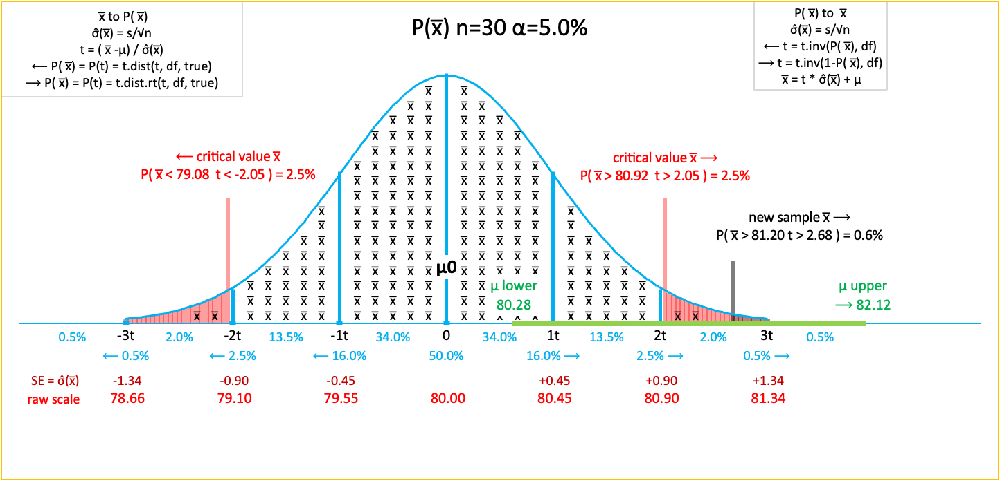 x̅ to P( x̅)
σ̂(x̅) = s/√n
t = ( x̅ -μ) / σ̂(x̅)
← P( x̅) = P(t) = t.dist(t, df, true)
→ P( x̅) = P(t) = t.dist.rt(t, df, true)
P(x̅) n=30 α=5.0%
P( x̅) to x̅
σ̂(x̅) = s/√n
← t = t.inv(P( x̅), df)
→ t = t.inv(1-P( x̅), df)
x̅ = t * σ̂(x̅) + μ
← critical value x̅
P( x̅ < 79.08 t < -2.05 ) = 2.5%
critical value x̅ →
P( x̅ > 80.92 t > 2.05 ) = 2.5%
new sample x̅ →
P( x̅ > 81.20 t > 2.68 ) = 0.6%
x̅ x̅
x̅ x̅ x̅ x̅
x̅ x̅ x̅ x̅ x̅ x̅
x̅ x̅ x̅ x̅ x̅ x̅ x̅ x̅
x̅ x̅ x̅ x̅ x̅ x̅ x̅ x̅
x̅ x̅ x̅ x̅ x̅ x̅ x̅ x̅ x̅ x̅
x̅ x̅ x̅ x̅ x̅ x̅ x̅ x̅ x̅ x̅
x̅ x̅ x̅ x̅ x̅ x̅ x̅ x̅ x̅ x̅
x̅ x̅ x̅ x̅ x̅ x̅ x̅ x̅ x̅ x̅ x̅ x̅
x̅ x̅ x̅ x̅ x̅ x̅ x̅ x̅ x̅ x̅ x̅ x̅
x̅ x̅ x̅ x̅ x̅ x̅ x̅ x̅ x̅ x̅ x̅ x̅ x̅ x̅
x̅ x̅ x̅ x̅ x̅ x̅ x̅ x̅ x̅ x̅ x̅ x̅ x̅ x̅ x̅ x̅
μ0
μ lower
80.28
μ upper
→ 82.12
0.5% -3t 2.0% -2t 13.5% -1t 34.0% 0 34.0% 1t 13.5% 2t 2.0% 3t 0.5%
← 0.5% ← 2.5% ← 16.0% 50.0% 16.0% → 2.5% → 0.5% →
SE = σ̂(x̅) -1.34 -0.90 -0.45 +0.45 +0.90 +1.34
raw scale 78.66 79.10 79.55 80.00 80.45 80.90 81.34